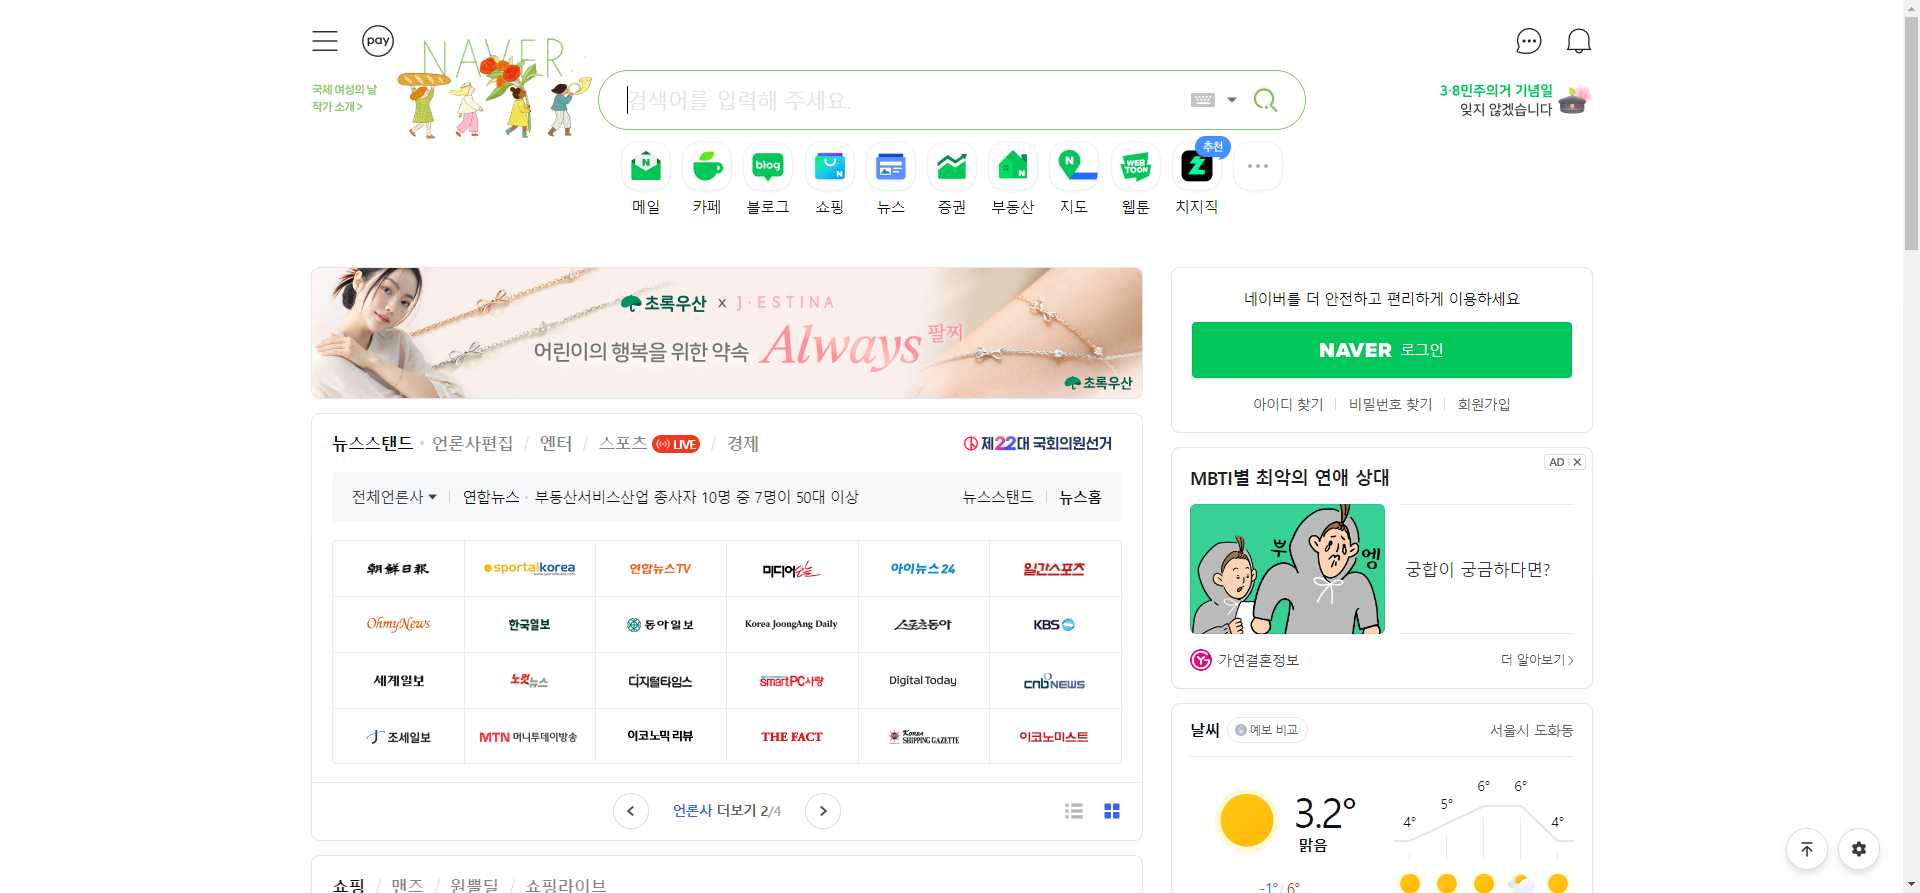 pay
NAVER
국제 여성의 날
작가 소개 >
검색어를 입력해 주세요.
3·8민주의거 기념일
잊지 않겠습니다
N
blog
N
N
N
WEB
TOON
추천
메일
카페
블로그
쇼핑
뉴스
증권
부동산
지도
웹툰
치지직
초록우산 x J·ESTINA
어린이의 행복을 위한 약속 Always 팔찌
초록우산
네이버를 더 안전하고 편리하게 이용하세요
NAVER 로그인
아이디 찾기
비밀번호 찾기
회원가입
뉴스스탠드 · 언론사편집 / 엔터 / 스포츠 LIVE / 경제
제22대 국회의원선거
전체언론사
연합뉴스 · 부동산서비스산업 종사자 10명 중 7명이 50대 이상
뉴스스탠드
뉴스홈
朝鮮日報
sportalkorea
연합뉴스TV
미디어오늘
아이뉴스24
일간스포츠
OhmyNews
한국일보
동아일보
Korea JoongAng Daily
스포츠동아
KBS
세계일보
노컷뉴스
디지털타임스
smartPC사랑
Digital Today
cnbNEWS
조세일보
MTN 머니투데이방송
이코노믹 리뷰
THE FACT
Korea
SHIPPING GAZETTE
이코노미스트
언론사 더보기 2/4
AD
MBTI별 최악의 연애 상대
뿌
엥
궁합이 궁금하다면?
가연결혼정보
더 알아보기 >
날씨
예보 비교
서울시 도화동
3.2°
맑음
-1° / 6°
4°
5°
6°
6°
4°
쇼핑 / 맨즈 / 원쁠딜 / 쇼핑라이브